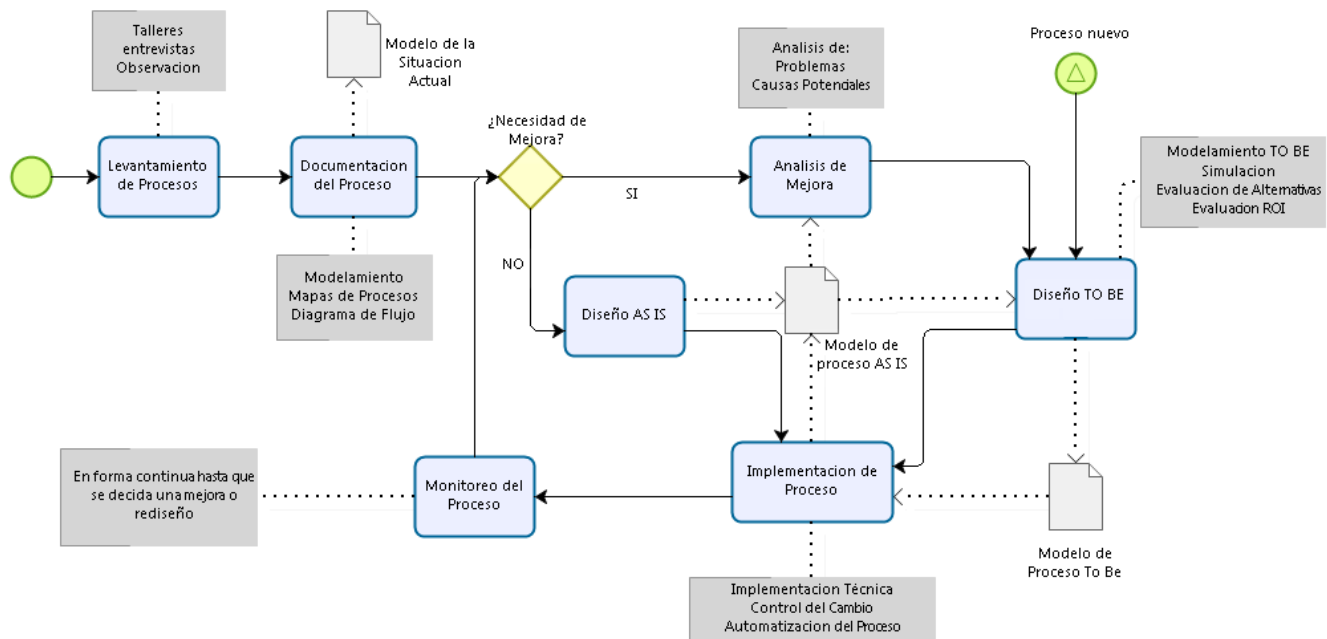 Talleres
entrevistas
Observacion
Modelo de la
Situacion
Actual
Analisis de:
Problemas
Causas Potenciales
Proceso nuevo
¿Necesidad de
Mejora?
Levantamiento
de Procesos
Documentacion
del Proceso
SI
Analisis de
Mejora
Modelamiento TO BE
Simulacion
Evaluacion de Alternativas
Evaluacion ROI
NO
Modelamiento
Mapas de Procesos
Diagrama de Flujo
Diseño AS IS
Modelo de
proceso AS IS
Diseño TO BE
En forma continua hasta que
se decida una mejora o
rediseño
Monitoreo del
Proceso
Implementacion de
Proceso
Modelo de
Proceso To Be
Implementacion Técnica
Control del Cambio
Automatizacion del Proceso